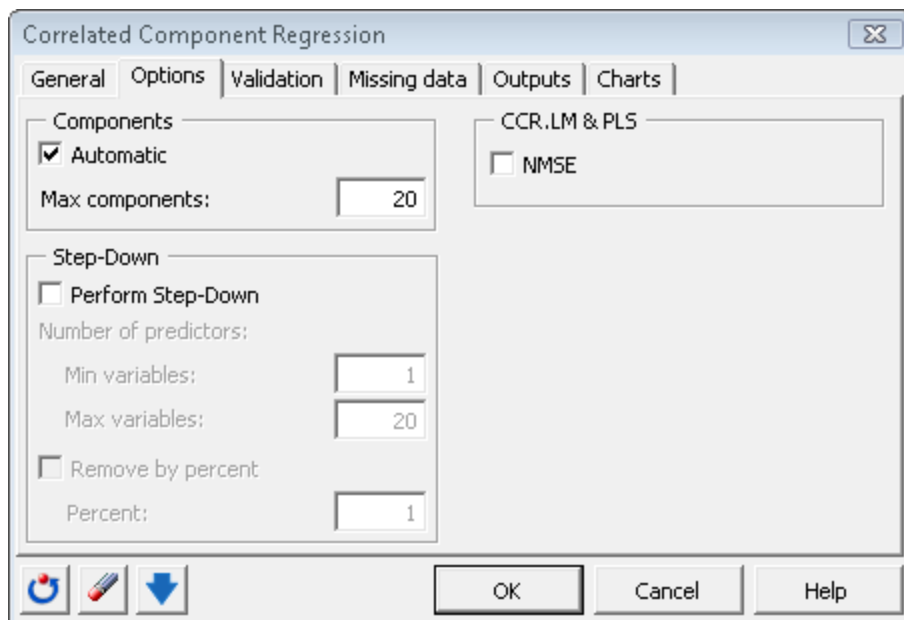 Correlated Component Regression
General Options Validation Missing data Outputs Charts
Components
Automatic
Max components: 20
CCR.LM & PLS
NMSE
Step-Down
Perform Step-Down
Number of predictors:
Min variables: 1
Max variables: 20
Remove by percent
Percent: 1
OK Cancel Help